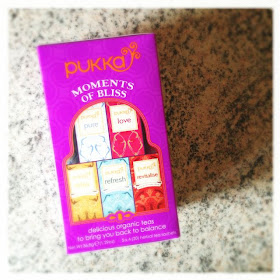 pukka
MOMENTS
OF BLISS
pure
love
refresh
revitalise
delicious organic teas
to bring you back to balance